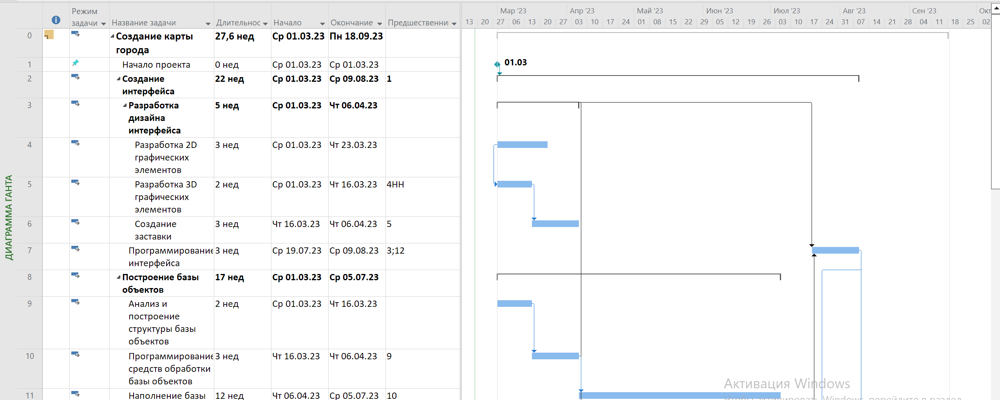 Режим задачи Название задачи Длительнос Начало Окончание Предшественни
Мар '23 Апр '23 Май '23 Июн '23 Июл '23 Авг '23 Сен '23 Окт
13 20 27 06 13 20 27 03 10 17 24 01 08 15 22 29 05 12 19 26 03 10 17 24 31 07 14 21 28 04 11 18 25 02
0 Создание карты города 27,6 нед Ср 01.03.23 Пн 18.09.23
1 Начало проекта 0 нед Ср 01.03.23 Ср 01.03.23
01.03
2 Создание интерфейса 22 нед Ср 01.03.23 Ср 09.08.23 1
3 Разработка дизайна интерфейса 5 нед Ср 01.03.23 Чт 06.04.23
4 Разработка 2D графических элементов 3 нед Ср 01.03.23 Чт 23.03.23
5 Разработка 3D графических элементов 2 нед Ср 01.03.23 Чт 16.03.23 4НН
6 Создание заставки 3 нед Чт 16.03.23 Чт 06.04.23 5
7 Программирование интерфейса 3 нед Ср 19.07.23 Ср 09.08.23 3;12
8 Построение базы объектов 17 нед Ср 01.03.23 Ср 05.07.23
9 Анализ и построение структуры базы объектов 2 нед Ср 01.03.23 Чт 16.03.23
10 Программирование средств обработки базы объектов 3 нед Чт 16.03.23 Чт 06.04.23 9
11 Наполнение базы 12 нед Чт 06.04.23 Ср 05.07.23 10
ДИАГРАММА ГАНТА
Активация Windows
Чтобы активировать Windows, перейдите в раздел